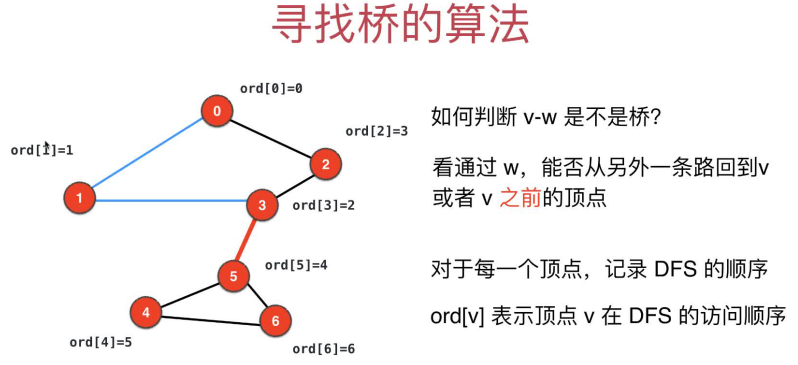 寻找桥的算法
ord[0]=0
0
如何判断 v-w 是不是桥?
ord[2]=3
ord[1]=1
看通过 w，能否从另外一条路回到v
2
或者 v 之前的顶点
1
3
ord[3]=2
ord[5]=4
对于每一个顶点，记录 DFS 的顺序
5
4
6
ord[v] 表示顶点 v 在 DFS 的访问顺序
ord[4]=5
ord[6]=6